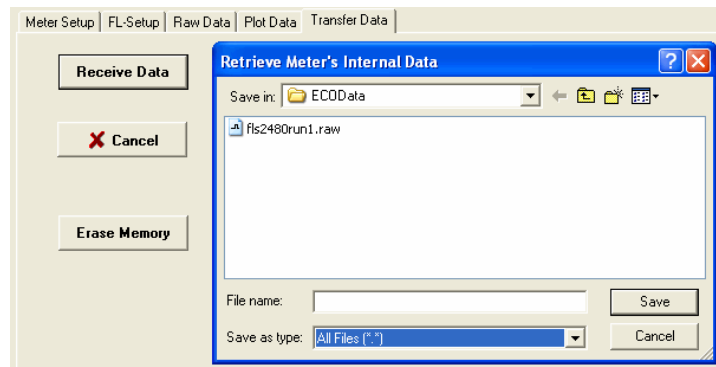 Meter Setup FL-Setup Raw Data Plot Data Transfer Data
Receive Data
Cancel
Erase Memory
Retrieve Meter's Internal Data
Save in: ECOData
fls2480run1.raw
File name:
Save
Save as type: All Files (*.*)
Cancel